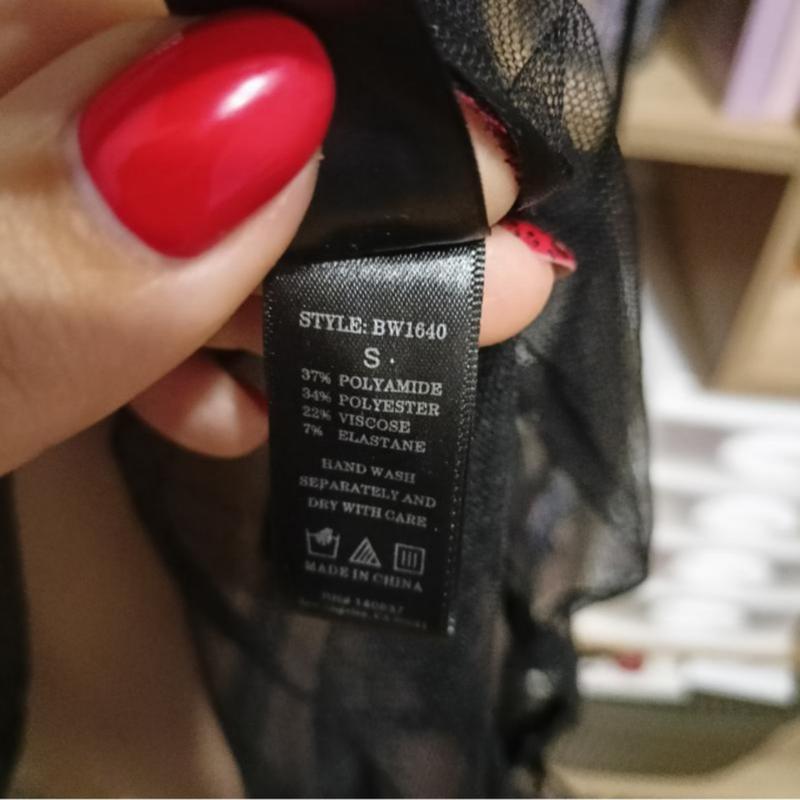 STYLE: BW1640
S
37% POLYAMIDE
34% POLYESTER
22% VISCOSE
7% ELASTANE
HAND WASH
SEPARATELY AND
DRY WITH CARE
MADE IN CHINA